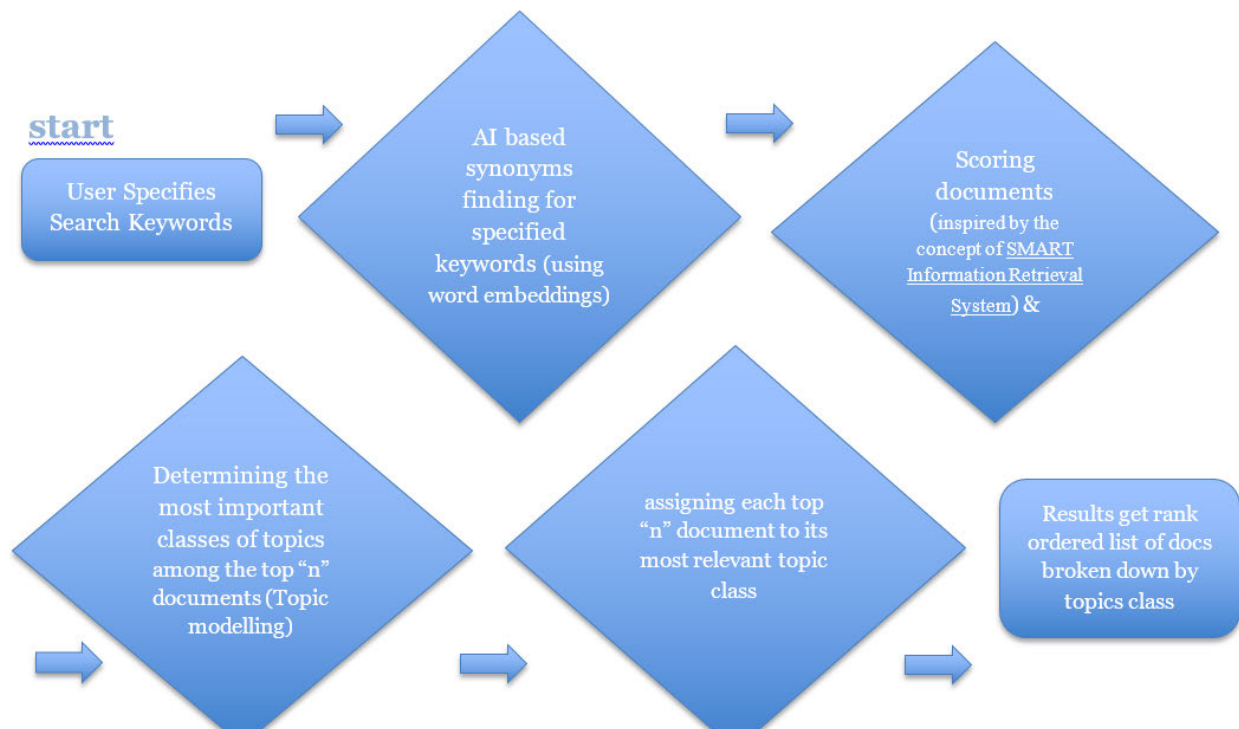 start
User Specifies
Search Keywords
AI based
synonyms
finding for
specified
keywords (using
word embeddings)
Scoring
documents
(inspired by the
concept of SMART
Information Retrieval
System) &
Determining the
most important
classes of topics
among the top “n”
documents (Topic
modelling)
assigning each top
“n” document to its
most relevant topic
class
Results get rank
ordered list of docs
broken down by
topics class